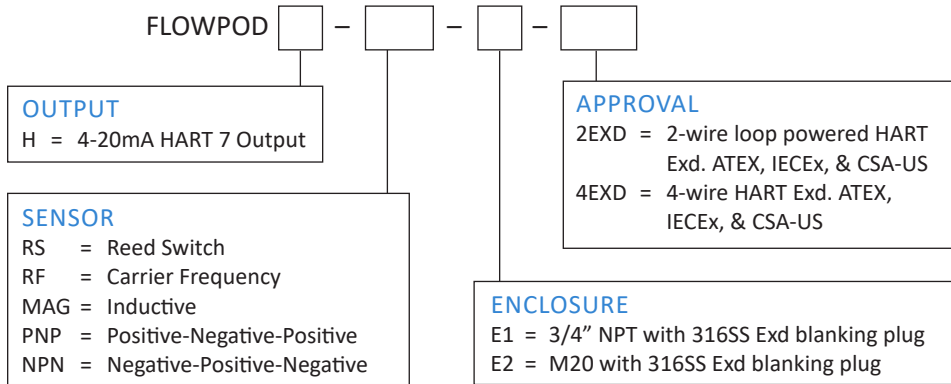 FLOWPOD – – –
OUTPUT
H = 4-20mA HART 7 Output
SENSOR
RS = Reed Switch
RF = Carrier Frequency
MAG = Inductive
PNP = Positive-Negative-Positive
NPN = Negative-Positive-Negative
ENCLOSURE
E1 = 3/4” NPT with 316SS Exd blanking plug
E2 = M20 with 316SS Exd blanking plug
APPROVAL
2EXD = 2-wire loop powered HART
Exd. ATEX, IECEx, & CSA-US
4EXD = 4-wire HART Exd. ATEX,
IECEx, & CSA-US